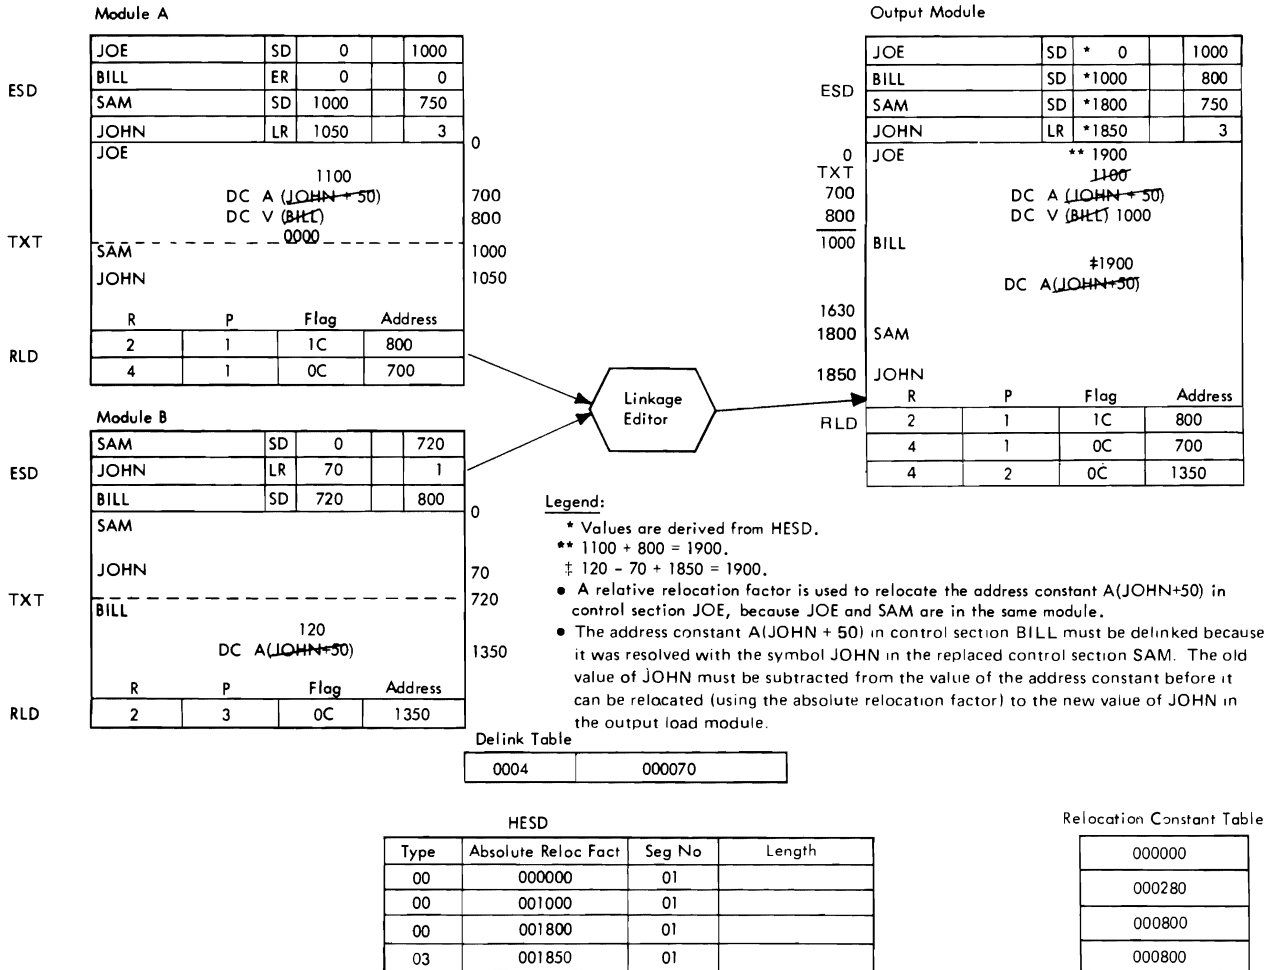 Module A
ESD
JOE SD 0 1000
BILL ER 0 0
SAM SD 1000 750
JOHN LR 1050 3
0
TXT
JOE
1100
DC A (JOHN + 50) 700
DC V (BILL) 800
0000
SAM 1000
JOHN 1050
RLD
R P Flag Address
2 1 1C 800
4 1 0C 700
Module B
ESD
SAM SD 0 720
JOHN LR 70 1
BILL SD 720 800
0
SAM
JOHN 70
TXT
720
BILL
120
DC A(JOHN+50) 1350
R P Flag Address
RLD
2 3 0C 1350
Linkage
Editor
Output Module
ESD
JOE SD * 0 1000
BILL SD *1000 800
SAM SD *1800 750
JOHN LR *1850 3
0 JOE ** 1900
TXT 1100
700 DC A (JOHN + 50)
800 DC V (BILL) 1000
1000 BILL
‡1900
DC A(JOHN+50)
1630
1800 SAM
1850 JOHN
R P Flag Address
RLD
2 1 1C 800
4 1 0C 700
4 2 0C 1350
Legend:
* Values are derived from HESD.
** 1100 + 800 = 1900.
‡ 120 - 70 + 1850 = 1900.
• A relative relocation factor is used to relocate the address constant A(JOHN+50) in
control section JOE, because JOE and SAM are in the same module.
• The address constant A(JOHN + 50) in control section BILL must be delinked because
it was resolved with the symbol JOHN in the replaced control section SAM. The old
value of JOHN must be subtracted from the value of the address constant before it
can be relocated (using the absolute relocation factor) to the new value of JOHN in
the output load module.
Delink Table
0004 000070
HESD
Type Absolute Reloc Fact Seg No Length
00 000000 01
00 001000 01
00 001800 01
03 001850 01
Relocation Constant Table
000000
000280
000800
000800